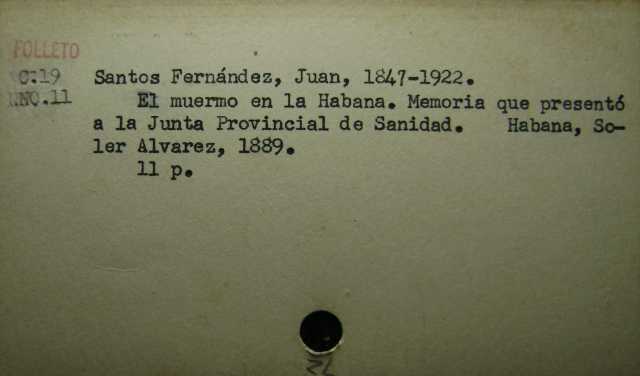 FOLLETO
C.19 Santos Fernández, Juan, 1847-1922.
NO.11 El muermo en la Habana. Memoria que presentó
a la Junta Provincial de Sanidad. Habana, So-
ler Alvarez, 1889.
11 p.